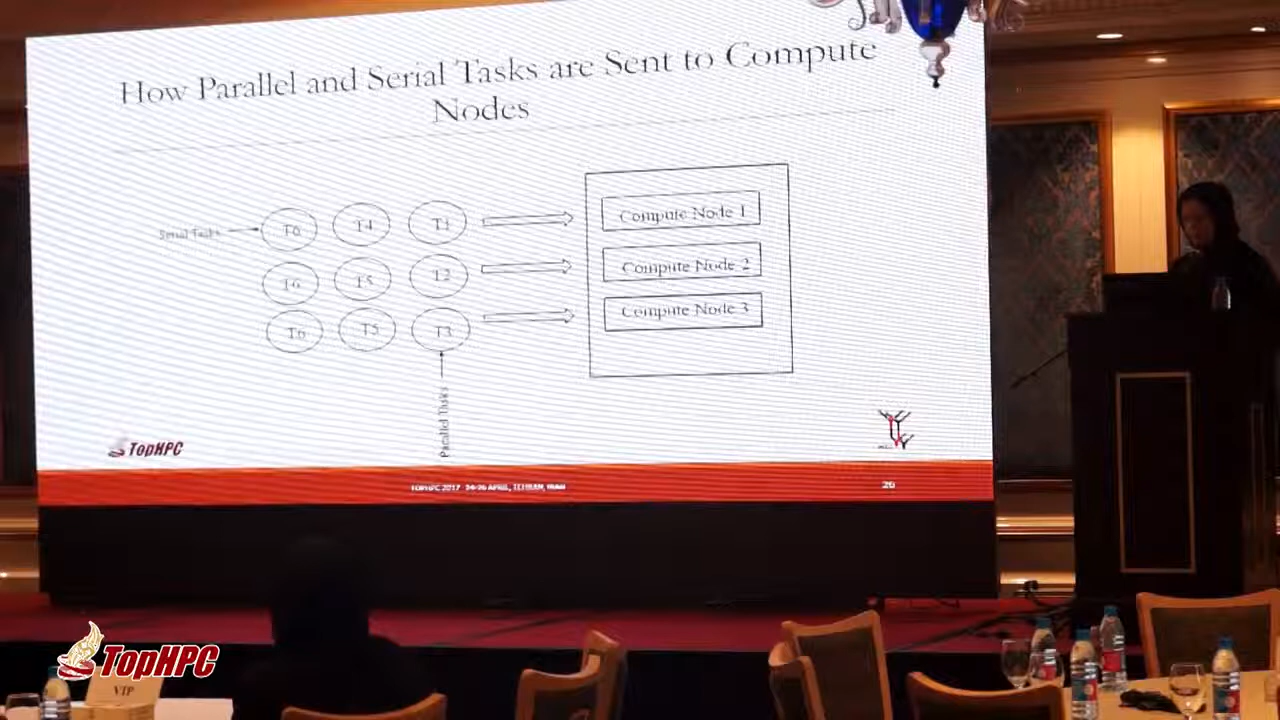 How Parallel and Serial Tasks are Sent to Compute
Nodes
Serial Tasks
T6 T4 T1
T6 T5 T2
T6 T5 T3
Compute Node 1
Compute Node 2
Compute Node 3
Parallel Tasks
TopHPC
TOPHPC 2017 24-26 APRIL, TEHRAN, IRAN
26
TopHPC
VIP